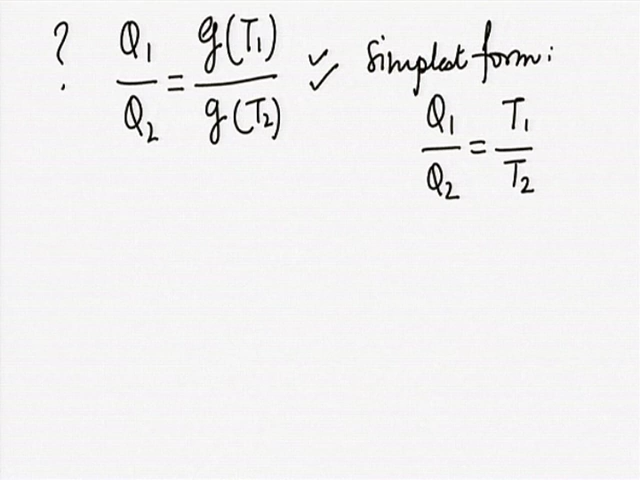 ? Q₁/Q₂ = g(T₁)/g(T₂) ✓✓ Simplest form:
Q₁/Q₂ = T₁/T₂